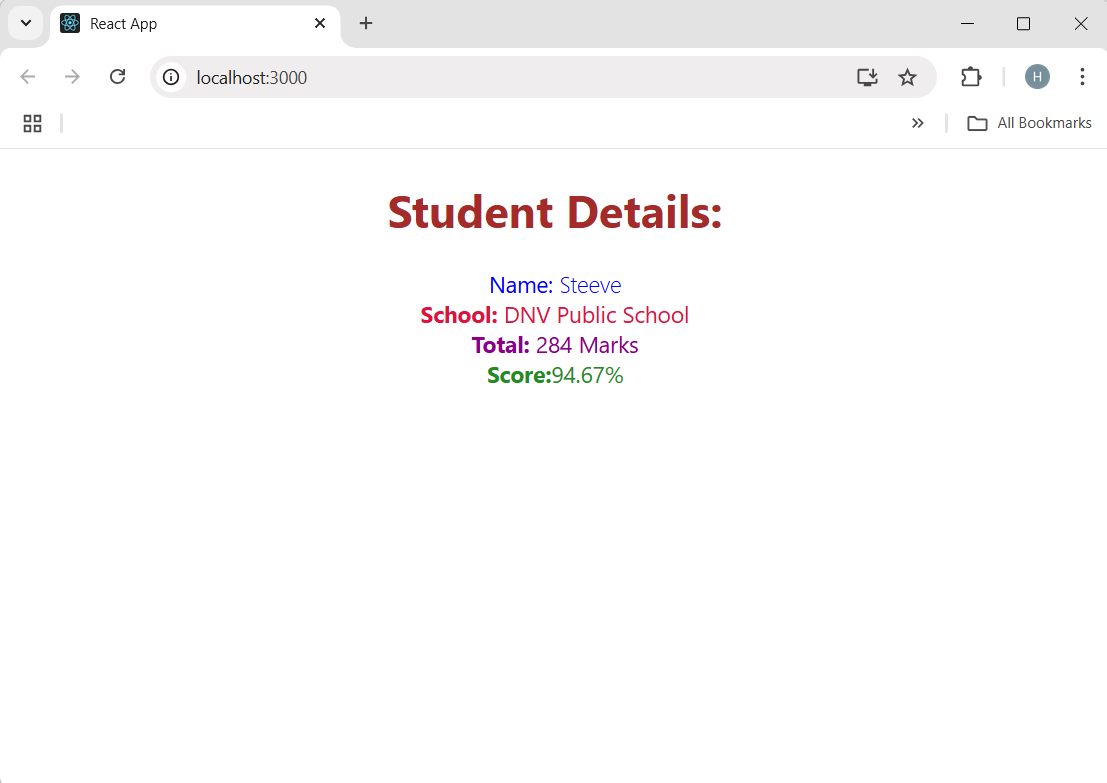 React App
localhost:3000
H
All Bookmarks
Student Details:
Name: Steeve
School: DNV Public School
Total: 284 Marks
Score:94.67%